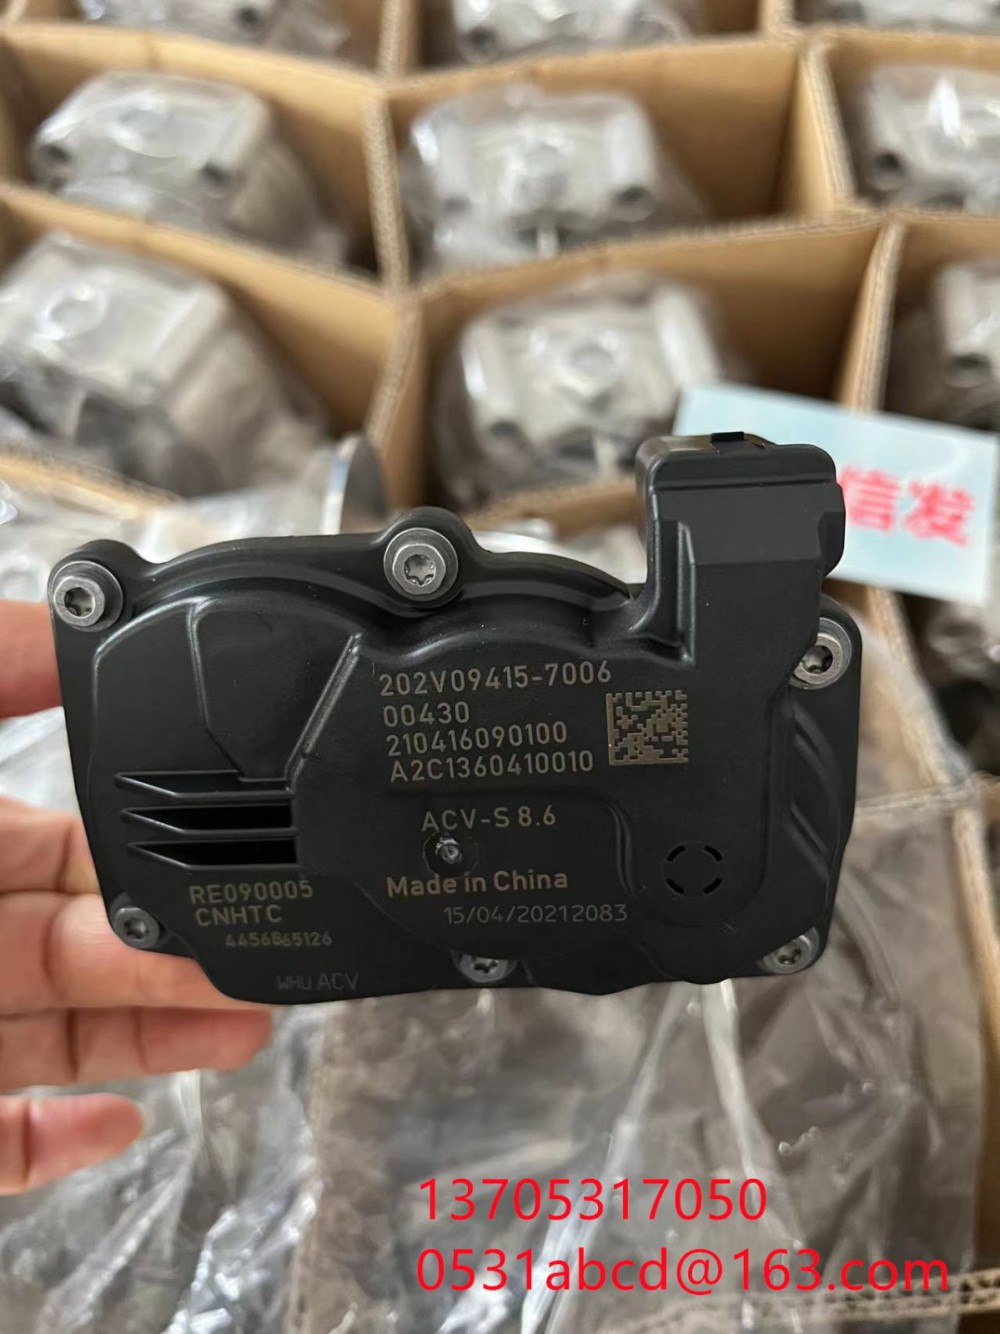 信发
202V09415-7006
00430
210416090100
A2C1360410010
ACV-S 8.6
Made in China
15/04/20212083
RE090005
CNHTC
4456865126
WHU ACV
13705317050
0531abcd@163.com